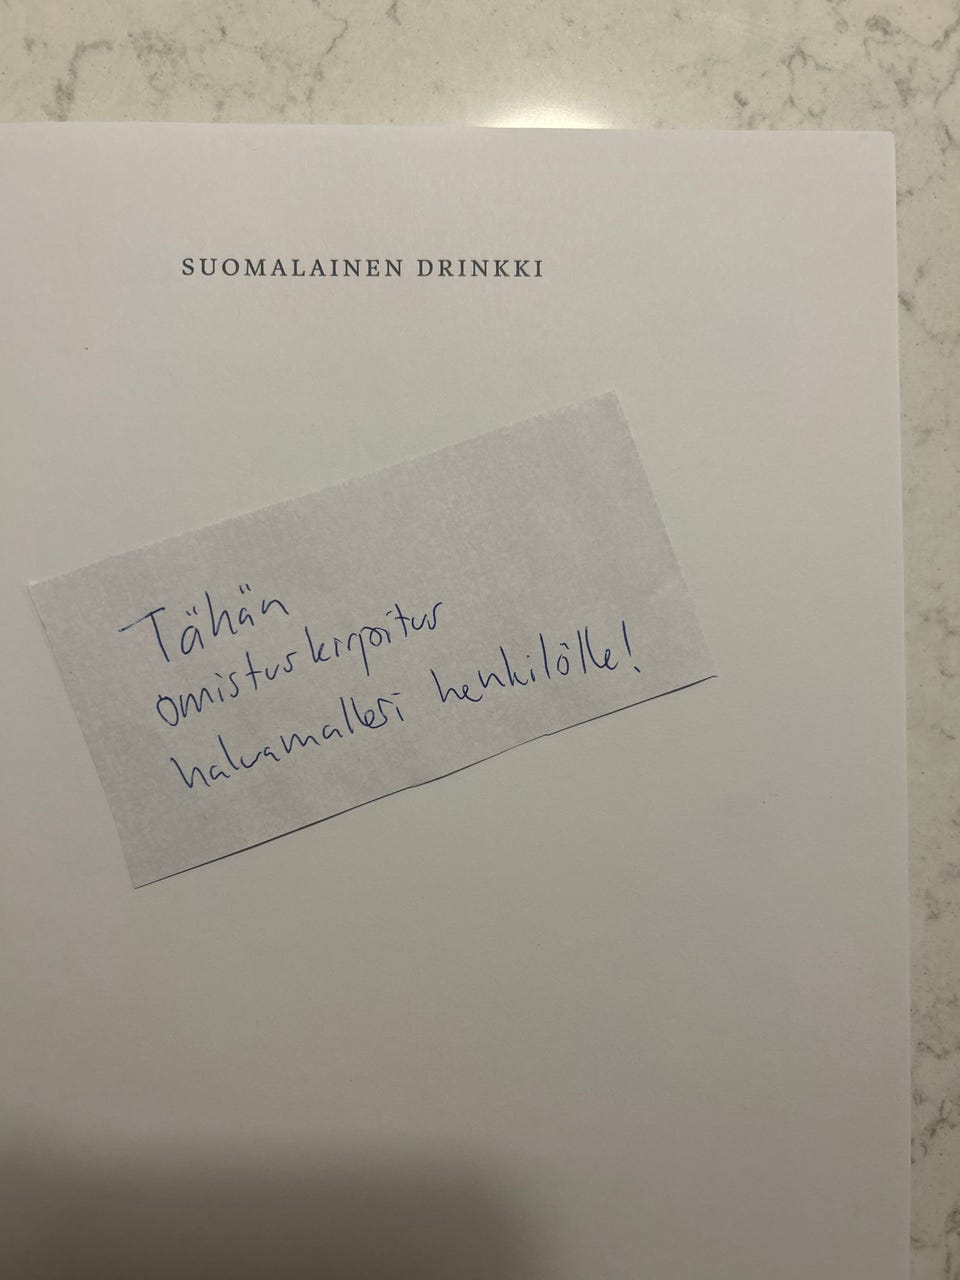 SUOMALAINEN DRINKKI
Tähän
omistuskirjoitus
haluamallesi henkilölle!